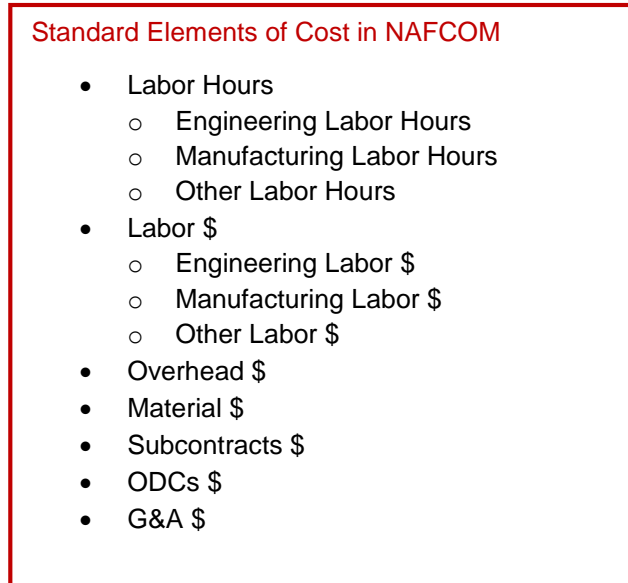 Standard Elements of Cost in NAFCOM
• Labor Hours
o Engineering Labor Hours
o Manufacturing Labor Hours
o Other Labor Hours
• Labor $
o Engineering Labor $
o Manufacturing Labor $
o Other Labor $
• Overhead $
• Material $
• Subcontracts $
• ODCs $
• G&A $